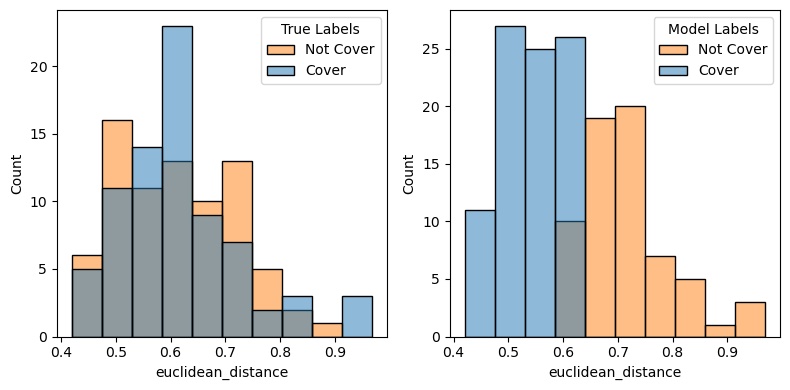 True Labels
Not Cover
Cover
Count
20
15
10
5
0
0.4 0.5 0.6 0.7 0.8 0.9
euclidean_distance
Model Labels
Not Cover
Cover
Count
25
20
15
10
5
0
0.4 0.5 0.6 0.7 0.8 0.9
euclidean_distance